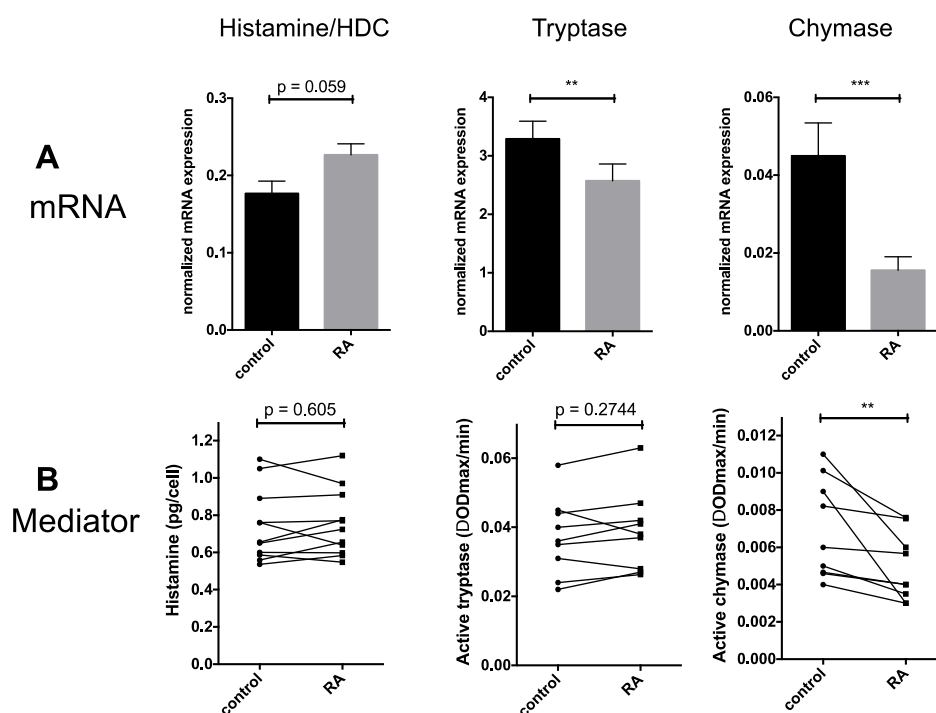 Histamine/HDC
Tryptase
Chymase
A
mRNA
normalized mRNA expression
0.3
0.2
0.1
0.0
p = 0.059
control
RA
normalized mRNA expression
4
3
2
1
0
**
control
RA
normalized mRNA expression
0.06
0.04
0.02
0.00
***
control
RA
B
Mediator
Histamine (pg/cell)
1.2
1.0
0.8
0.6
0.4
0.2
0.0
p = 0.605
control
RA
Active tryptase (DODmax/min)
0.06
0.04
0.02
0.00
p = 0.2744
control
RA
Active chymase (DODmax/min)
0.012
0.010
0.008
0.006
0.004
0.002
0.000
**
control
RA